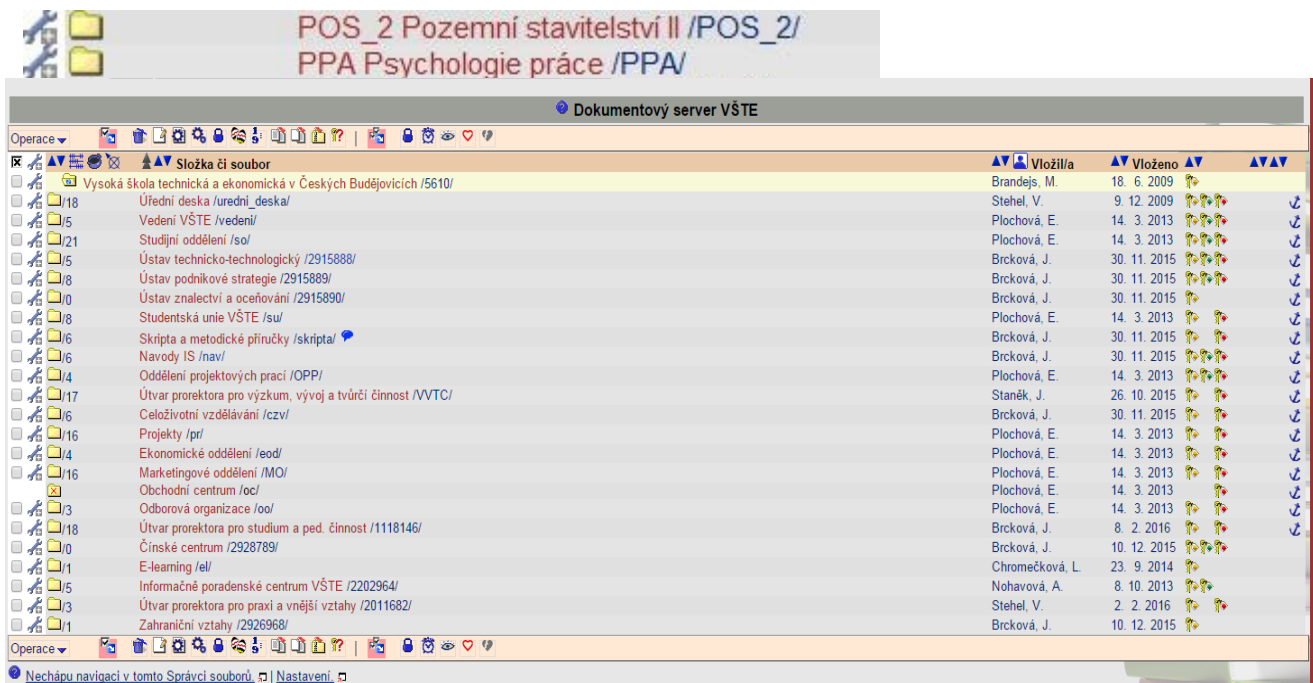 POS_2 Pozemní stavitelství II /POS_2/
PPA Psychologie práce /PPA/
Dokumentový server VŠTE
Operace
Složka či soubor Vložil/a Vloženo
Vysoká škola technická a ekonomická v Českých Budějovicích /5610/ Brandejs, M. 18. 6. 2009
/18 Úřední deska /uredni_deska/ Stehel, V. 9. 12. 2009
/5 Vedení VŠTE /vedeni/ Plochová, E. 14. 3. 2013
/21 Studijní oddělení /so/ Plochová, E. 14. 3. 2013
/5 Ústav technicko-technologický /2915888/ Brcková, J. 30. 11. 2015
/8 Ústav podnikové strategie /2915889/ Brcková, J. 30. 11. 2015
/0 Ústav znalectví a oceňování /2915890/ Brcková, J. 30. 11. 2015
/8 Studentská unie VŠTE /su/ Plochová, E. 14. 3. 2013
/6 Skripta a metodické příručky /skripta/ Brcková, J. 30. 11. 2015
/6 Navody IS /nav/ Brcková, J. 30. 11. 2015
/4 Oddělení projektových prací /OPP/ Plochová, E. 14. 3. 2013
/17 Útvar prorektora pro výzkum, vývoj a tvůrčí činnost /VVTC/ Staněk, J. 26. 10. 2015
/6 Celoživotní vzdělávání /czv/ Brcková, J. 30. 11. 2015
/16 Projekty /pr/ Plochová, E. 14. 3. 2013
/4 Ekonomické oddělení /eod/ Plochová, E. 14. 3. 2013
/16 Marketingové oddělení /MO/ Plochová, E. 14. 3. 2013
Obchodní centrum /oc/ Plochová, E. 14. 3. 2013
/3 Odborová organizace /oo/ Plochová, E. 14. 3. 2013
/18 Útvar prorektora pro studium a ped. činnost /1118146/ Brcková, J. 8. 2. 2016
/0 Čínské centrum /2928789/ Brcková, J. 10. 12. 2015
/1 E-learning /el/ Chromečková, L. 23. 9. 2014
/5 Informačně poradenské centrum VŠTE /2202964/ Nohavová, A. 8. 10. 2013
/3 Útvar prorektora pro praxi a vnější vztahy /2011682/ Stehel, V. 2. 2. 2016
/1 Zahraniční vztahy /2926968/ Brcková, J. 10. 12. 2015
Operace
Nechápu navigaci v tomto Správci souborů. | Nastavení.